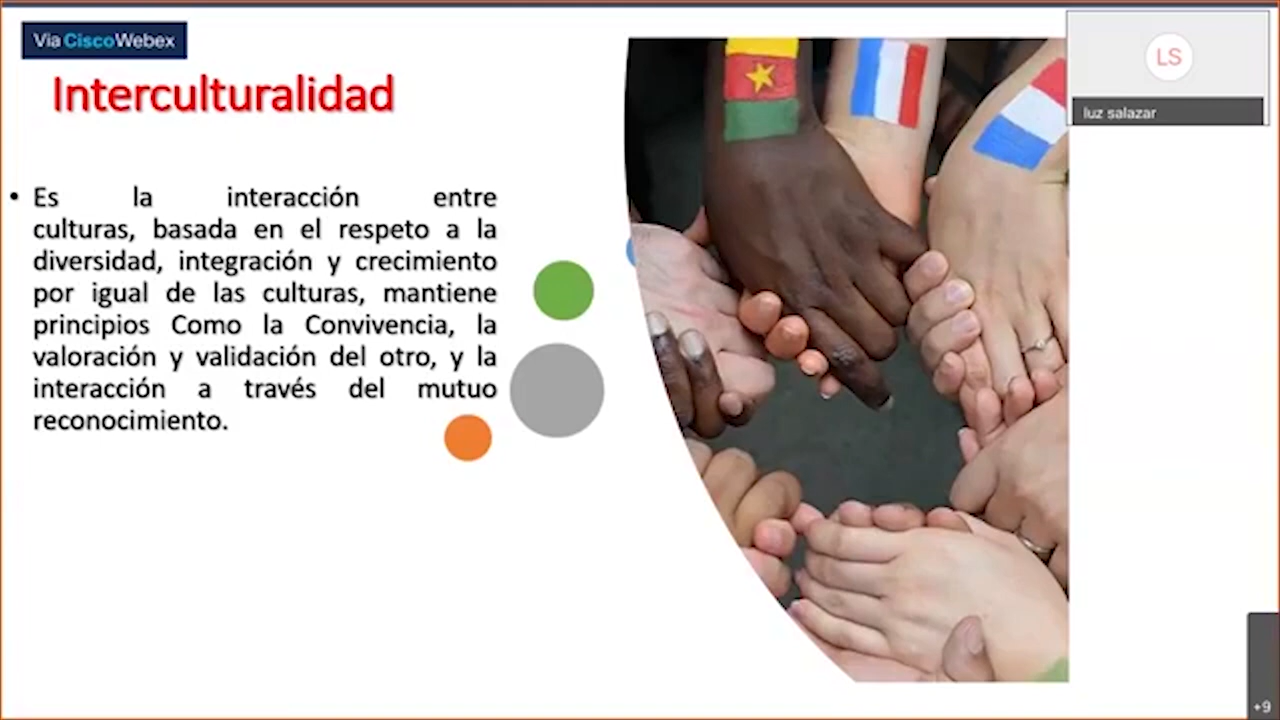 Via CiscoWebex
Interculturalidad
LS
luz salazar
• Es la interacción entre
culturas, basada en el respeto a la
diversidad, integración y crecimiento
por igual de las culturas, mantiene
principios Como la Convivencia, la
valoración y validación del otro, y la
interacción a través del mutuo
reconocimiento.
+9